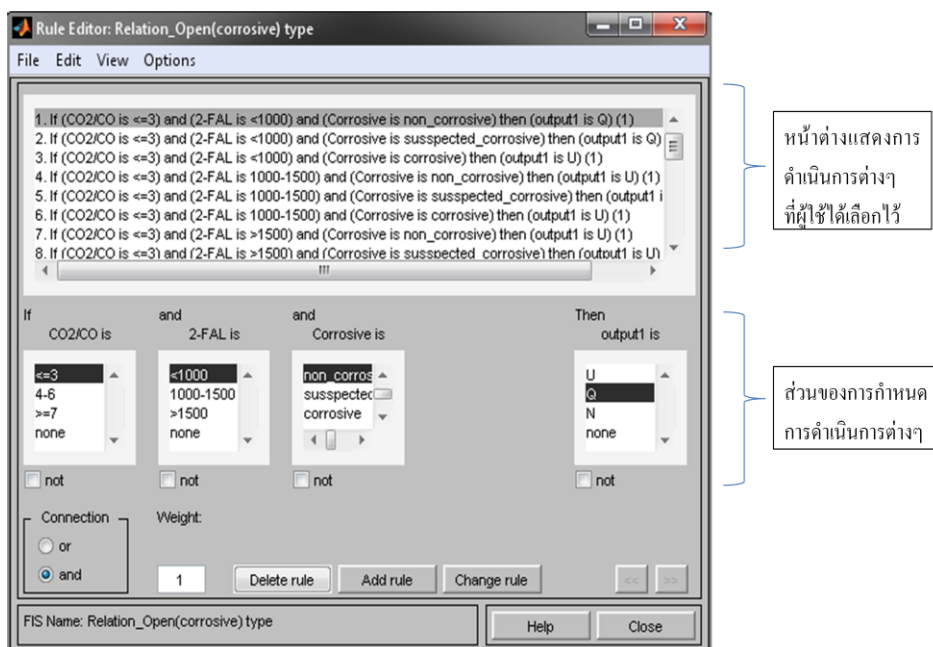 Rule Editor: Relation_Open(corrosive) type
File Edit View Options
1. If (CO2/CO is <=3) and (2-FAL is <1000) and (Corrosive is non_corrosive) then (output1 is Q) (1)
2. If (CO2/CO is <=3) and (2-FAL is <1000) and (Corrosive is susspected_corrosive) then (output1 is Q)
3. If (CO2/CO is <=3) and (2-FAL is <1000) and (Corrosive is corrosive) then (output1 is U) (1)
4. If (CO2/CO is <=3) and (2-FAL is 1000-1500) and (Corrosive is non_corrosive) then (output1 is U) (1)
5. If (CO2/CO is <=3) and (2-FAL is 1000-1500) and (Corrosive is susspected_corrosive) then (output1 i
6. If (CO2/CO is <=3) and (2-FAL is 1000-1500) and (Corrosive is corrosive) then (output1 is U) (1)
7. If (CO2/CO is <=3) and (2-FAL is >1500) and (Corrosive is non_corrosive) then (output1 is U) (1)
8. If (CO2/CO is <=3) and (2-FAL is >1500) and (Corrosive is susspected_corrosive) then (output1 is U)
หน้าต่างแสดงการ
ดำเนินการต่างๆ
ที่ผู้ใช้ได้เลือกไว้
If and and Then
CO2/CO is 2-FAL is Corrosive is output1 is
<=3 <1000 non_corros U
4-6 1000-1500 susspected Q
>=7 >1500 corrosive N
none none none
not not not not
ส่วนของการกำหนด
การดำเนินการต่างๆ
Connection Weight:
or
and 1 Delete rule Add rule Change rule << >>
FIS Name: Relation_Open(corrosive) type Help Close